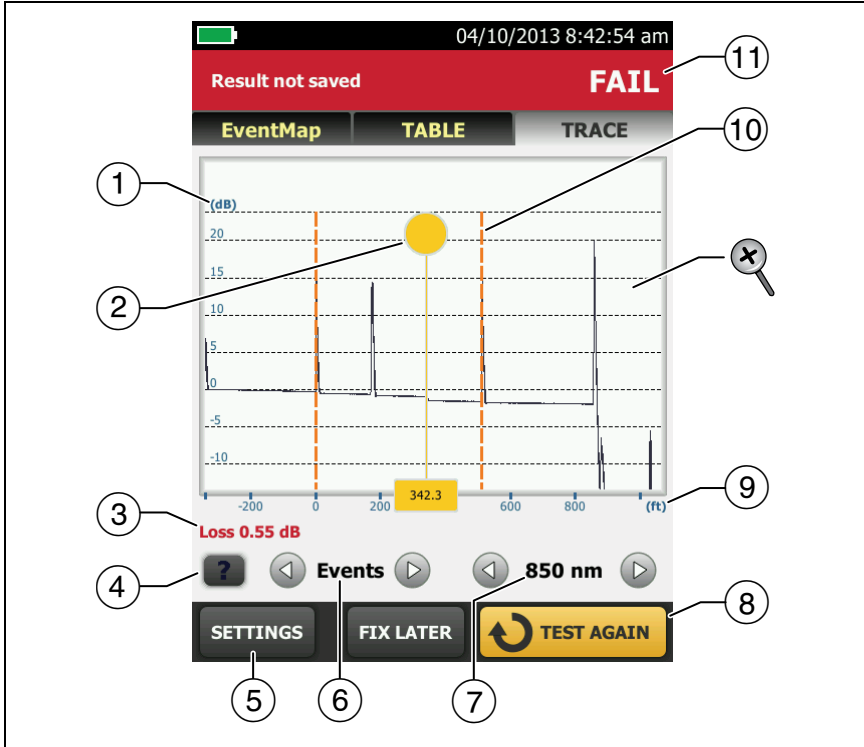 04/10/2013 8:42:54 am
Result not saved FAIL
11
EventMap TABLE TRACE
10
1
(dB)
20
2
15
10
5
0
-5
-10
342.3
-200 0 200 600 800 (ft)
9
3
Loss 0.55 dB
4
? Events 850 nm
8
SETTINGS FIX LATER TEST AGAIN
5 6 7